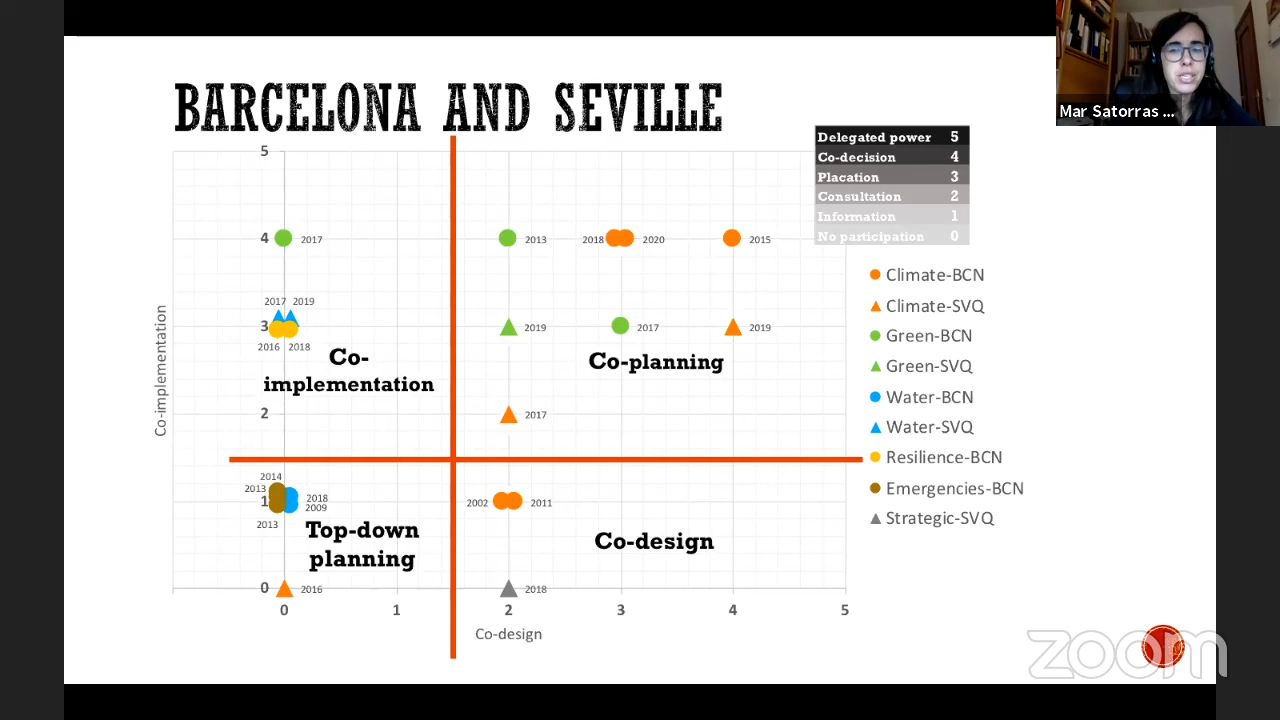 Mar Satorras ...
BARCELONA AND SEVILLE
Delegated power 5
Co-decision 4
Placation 3
Consultation 2
Information 1
No participation 0
5
4
3
2
1
0
Co-implementation
2017
2013
2018
2020
2015
2017
2019
2016
2018
2019
2017
2019
Co-
implementation
Co-planning
2017
2014
2013
2018
2009
2013
2002
2011
Top-down
planning
Co-design
2016
2018
0
1
2
3
4
5
Co-design
Climate-BCN
Climate-SVQ
Green-BCN
Green-SVQ
Water-BCN
Water-SVQ
Resilience-BCN
Emergencies-BCN
Strategic-SVQ
zoom